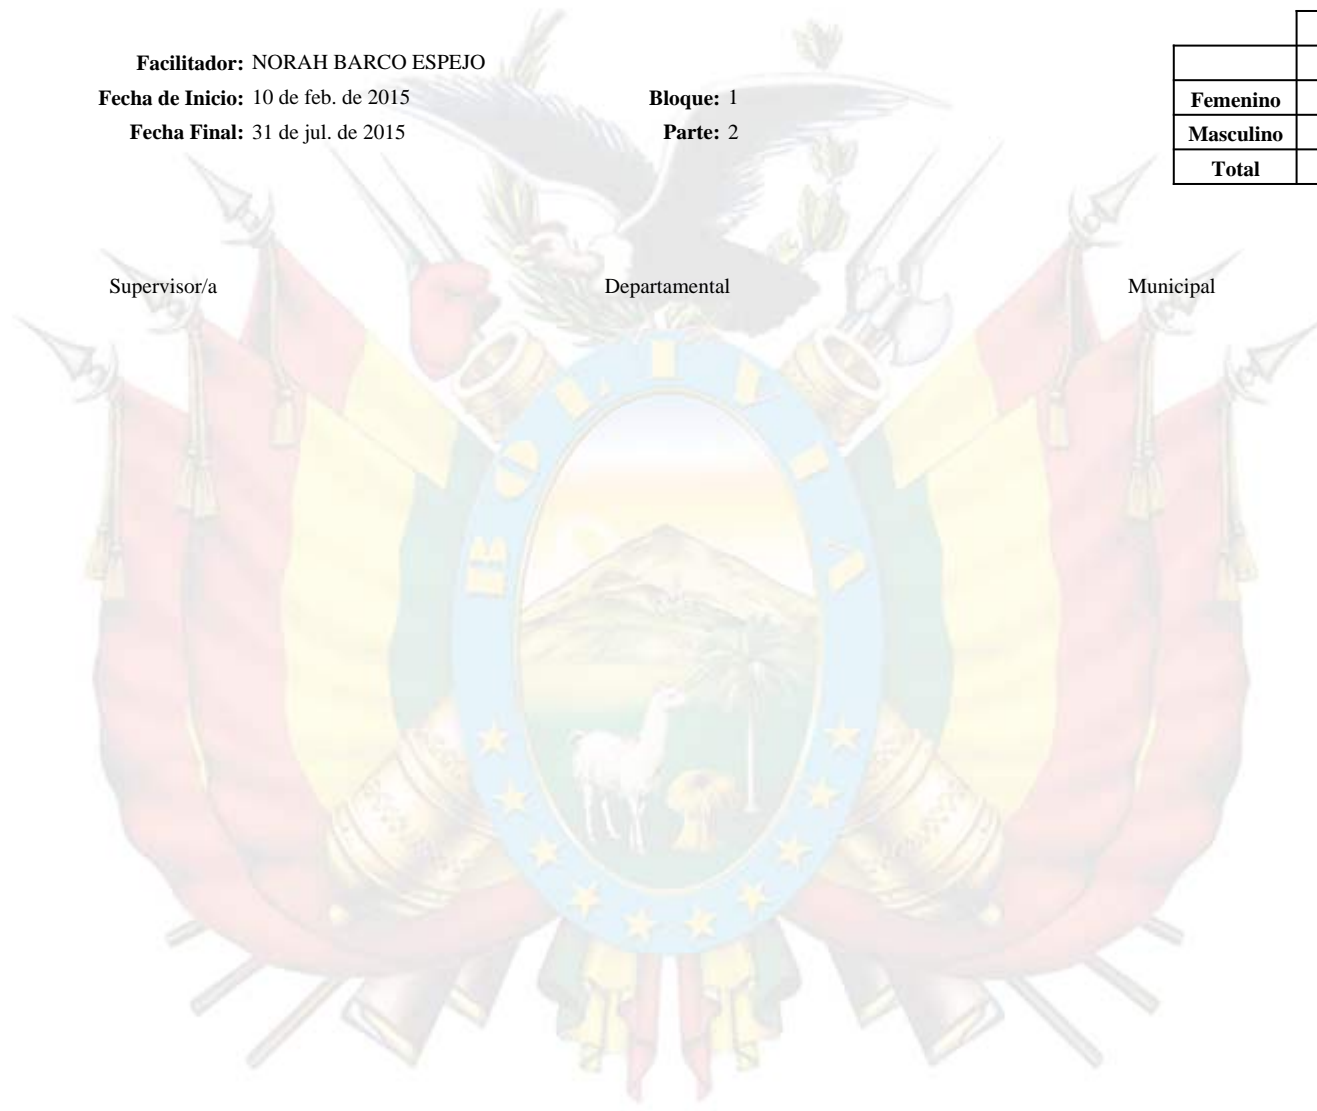 Facilitador: NORAH BARCO ESPEJO
Fecha de Inicio: 10 de feb. de 2015 Bloque: 1
Fecha Final: 31 de jul. de 2015 Parte: 2
Femenino
Masculino
Total
Supervisor/a Departamental Municipal
BOLIVIA